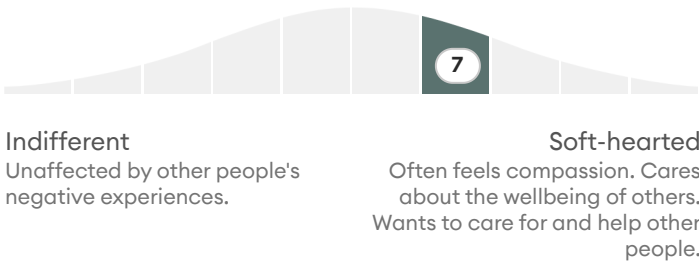 7
Indifferent
Unaffected by other people's
negative experiences.
Soft-hearted
Often feels compassion. Cares
about the wellbeing of others.
Wants to care for and help other
people.